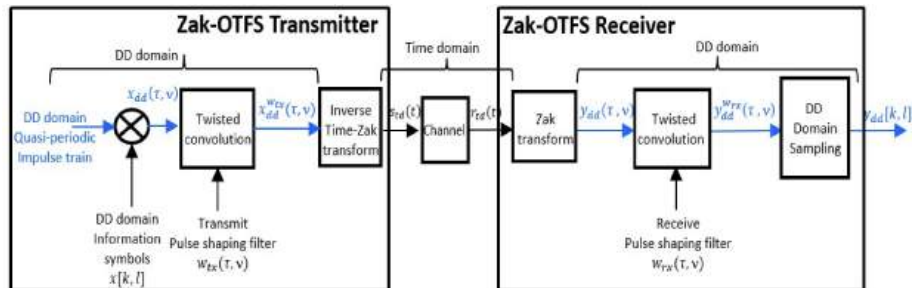 Zak-OTFS Transmitter
Zak-OTFS Receiver
Time domain
DD domain
DD domain
x_dd(τ,ν)
x_dd^{w_tx}(τ,ν)
s_td(t)
r_td(t)
y_dd(τ,ν)
y_dd^{w_rx}(τ,ν)
y_dd[k,l]
DD domain
Quasi-periodic
Impulse train
Twisted
convolution
Inverse
Time-Zak
transform
Channel
Zak
transform
Twisted
convolution
DD
Domain
Sampling
DD domain
Information
symbols
x[k,l]
Transmit
Pulse shaping filter
w_tx(τ,ν)
Receive
Pulse shaping filter
w_rx(τ,ν)